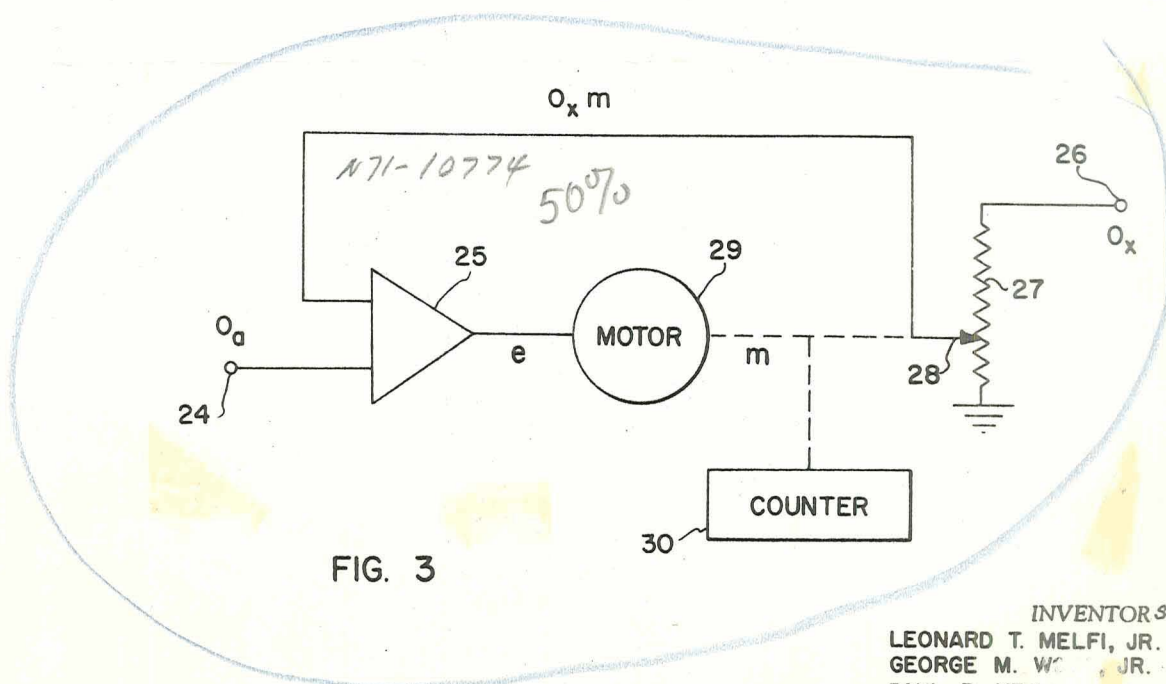 Oₓ m
N71-10774
50%
26
Oₓ
25
29
27
Oₐ
MOTOR
e
m
28
24
COUNTER
30
FIG. 3
INVENTORS
LEONARD T. MELFI, JR.
GEORGE M. JR.